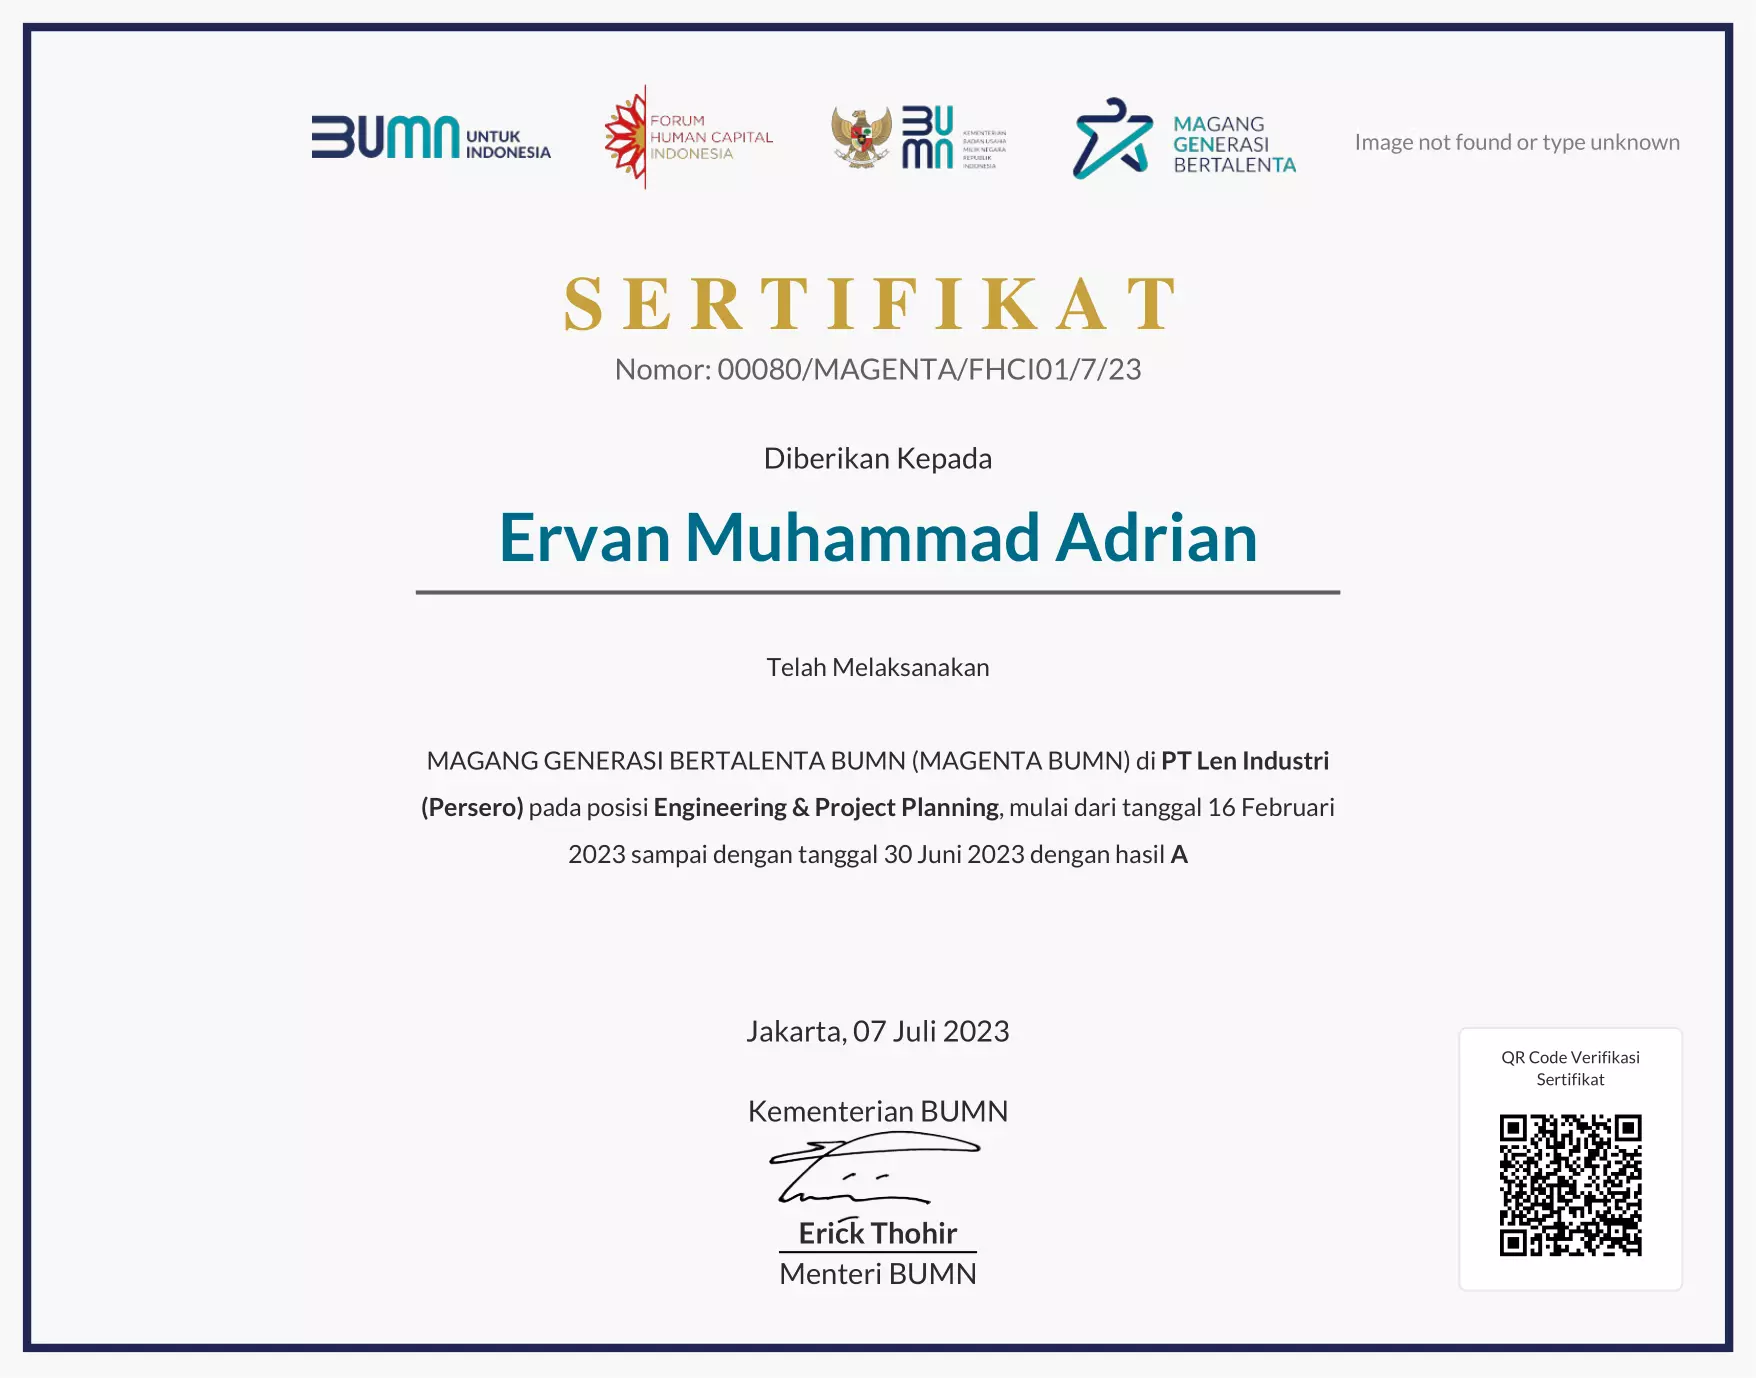 BUMN UNTUK INDONESIA
FORUM HUMAN CAPITAL INDONESIA
BUMN KEMENTERIAN BADAN USAHA MILIK NEGARA REPUBLIK INDONESIA
MAGANG GENERASI BERTALENTA
Image not found or type unknown
SERTIFIKAT
Nomor: 00080/MAGENTA/FHCI01/7/23
Diberikan Kepada
Ervan Muhammad Adrian
Telah Melaksanakan
MAGANG GENERASI BERTALENTA BUMN (MAGENTA BUMN) di PT Len Industri
(Persero) pada posisi Engineering & Project Planning, mulai dari tanggal 16 Februari
2023 sampai dengan tanggal 30 Juni 2023 dengan hasil A
Jakarta, 07 Juli 2023
Kementerian BUMN
Erick Thohir
Menteri BUMN
QR Code Verifikasi
Sertifikat